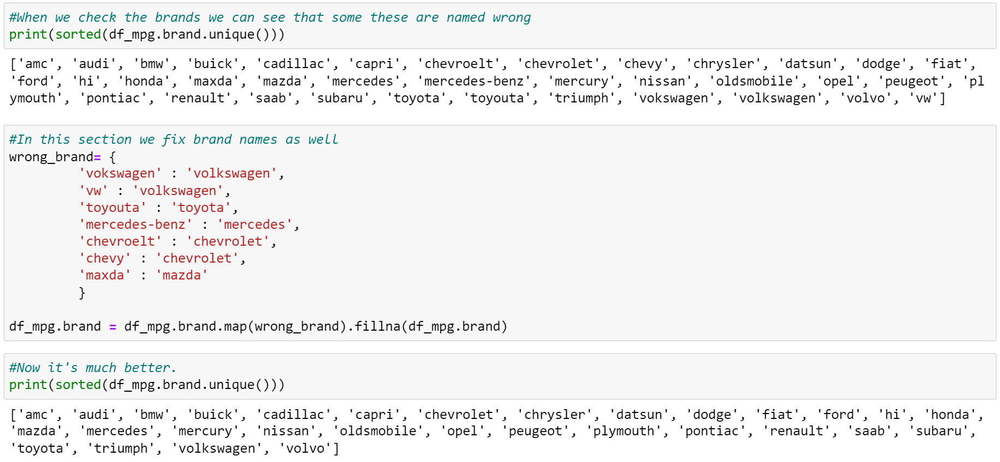 #When we check the brands we can see that some these are named wrong
print(sorted(df_mpg.brand.unique()))
['amc', 'audi', 'bmw', 'buick', 'cadillac', 'capri', 'chevroelt', 'chevrolet', 'chevy', 'chrysler', 'datsun', 'dodge', 'fiat',
'ford', 'hi', 'honda', 'maxda', 'mazda', 'mercedes', 'mercedes-benz', 'mercury', 'nissan', 'oldsmobile', 'opel', 'peugeot', 'pl
ymouth', 'pontiac', 'renault', 'saab', 'subaru', 'toyota', 'toyouta', 'triumph', 'vokswagen', 'volkswagen', 'volvo', 'vw']
#In this section we fix brand names as well
wrong_brand= {
'vokswagen' : 'volkswagen',
'vw' : 'volkswagen',
'toyouta' : 'toyota',
'mercedes-benz' : 'mercedes',
'chevroelt' : 'chevrolet',
'chevy' : 'chevrolet',
'maxda' : 'mazda'
}
df_mpg.brand = df_mpg.brand.map(wrong_brand).fillna(df_mpg.brand)
#Now it's much better.
print(sorted(df_mpg.brand.unique()))
['amc', 'audi', 'bmw', 'buick', 'cadillac', 'capri', 'chevrolet', 'chrysler', 'datsun', 'dodge', 'fiat', 'ford', 'hi', 'honda',
'mazda', 'mercedes', 'mercury', 'nissan', 'oldsmobile', 'opel', 'peugeot', 'plymouth', 'pontiac', 'renault', 'saab', 'subaru',
'toyota', 'triumph', 'volkswagen', 'volvo']